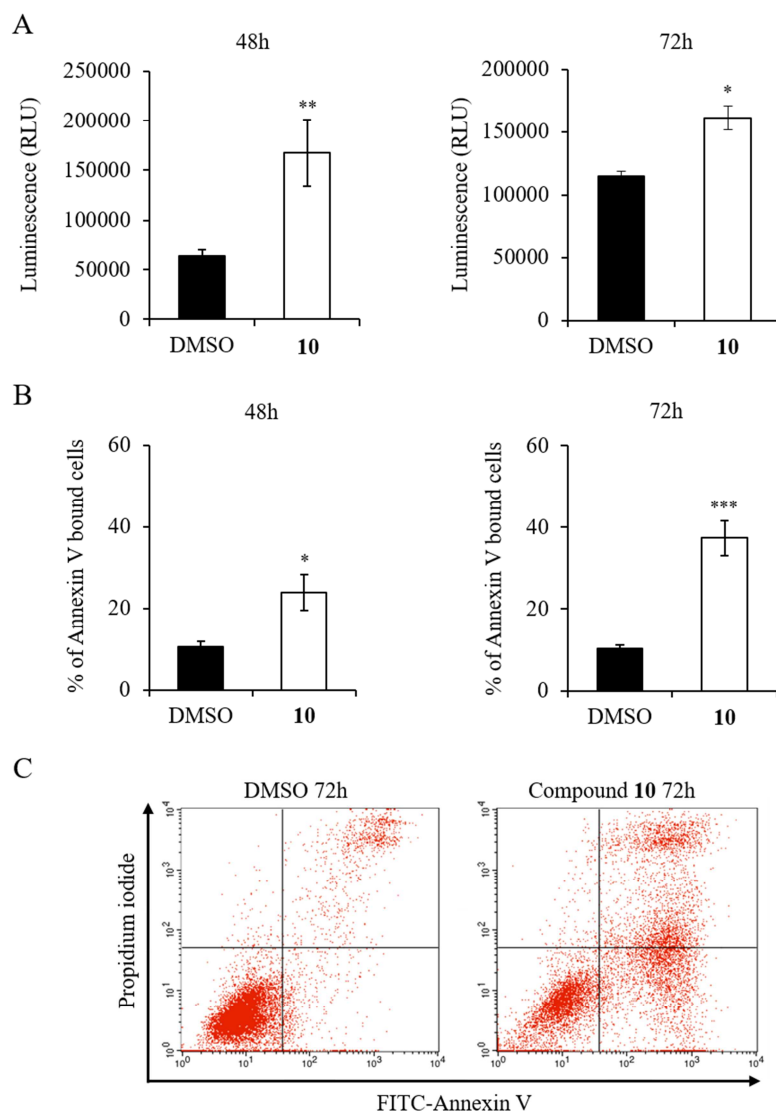 A
48h
72h
Luminescence (RLU)
250000
200000
150000
100000
50000
0
**
DMSO
10
Luminescence (RLU)
200000
150000
100000
50000
0
*
DMSO
10
B
48h
72h
% of Annexin V bound cells
60
40
20
0
*
DMSO
10
% of Annexin V bound cells
60
40
20
0
***
DMSO
10
C
DMSO 72h
Compound 10 72h
Propidium iodide
10⁴
10³
10²
10¹
10⁰
10⁰ 10¹ 10² 10³ 10⁴
10⁴
10³
10²
10¹
10⁰
10⁰ 10¹ 10² 10³ 10⁴
FITC-Annexin V